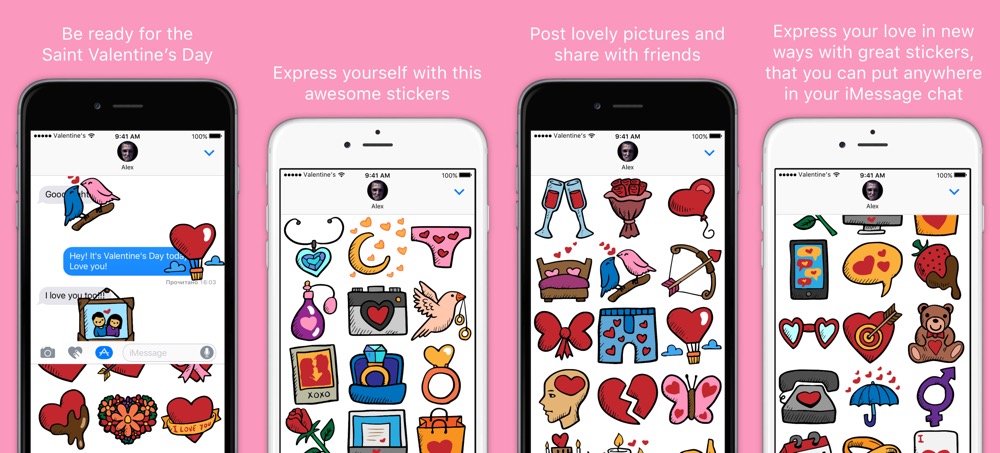 Be ready for the
Saint Valentine's Day
Valentine's
9:41 AM
100%
Alex
Hey! It's Valentine's Day today
Love you!
Прочитано 16:03
I love you too!!!
iMessage
I LOVE YOU
Express yourself with this
awesome stickers
Valentine's
9:41 AM
100%
Alex
XOXO
Post lovely pictures and
share with friends
Valentine's
9:41 AM
100%
Alex
Express your love in new
ways with great stickers,
that you can put anywhere
in your iMessage chat
Valentine's
9:41 AM
100%
Alex